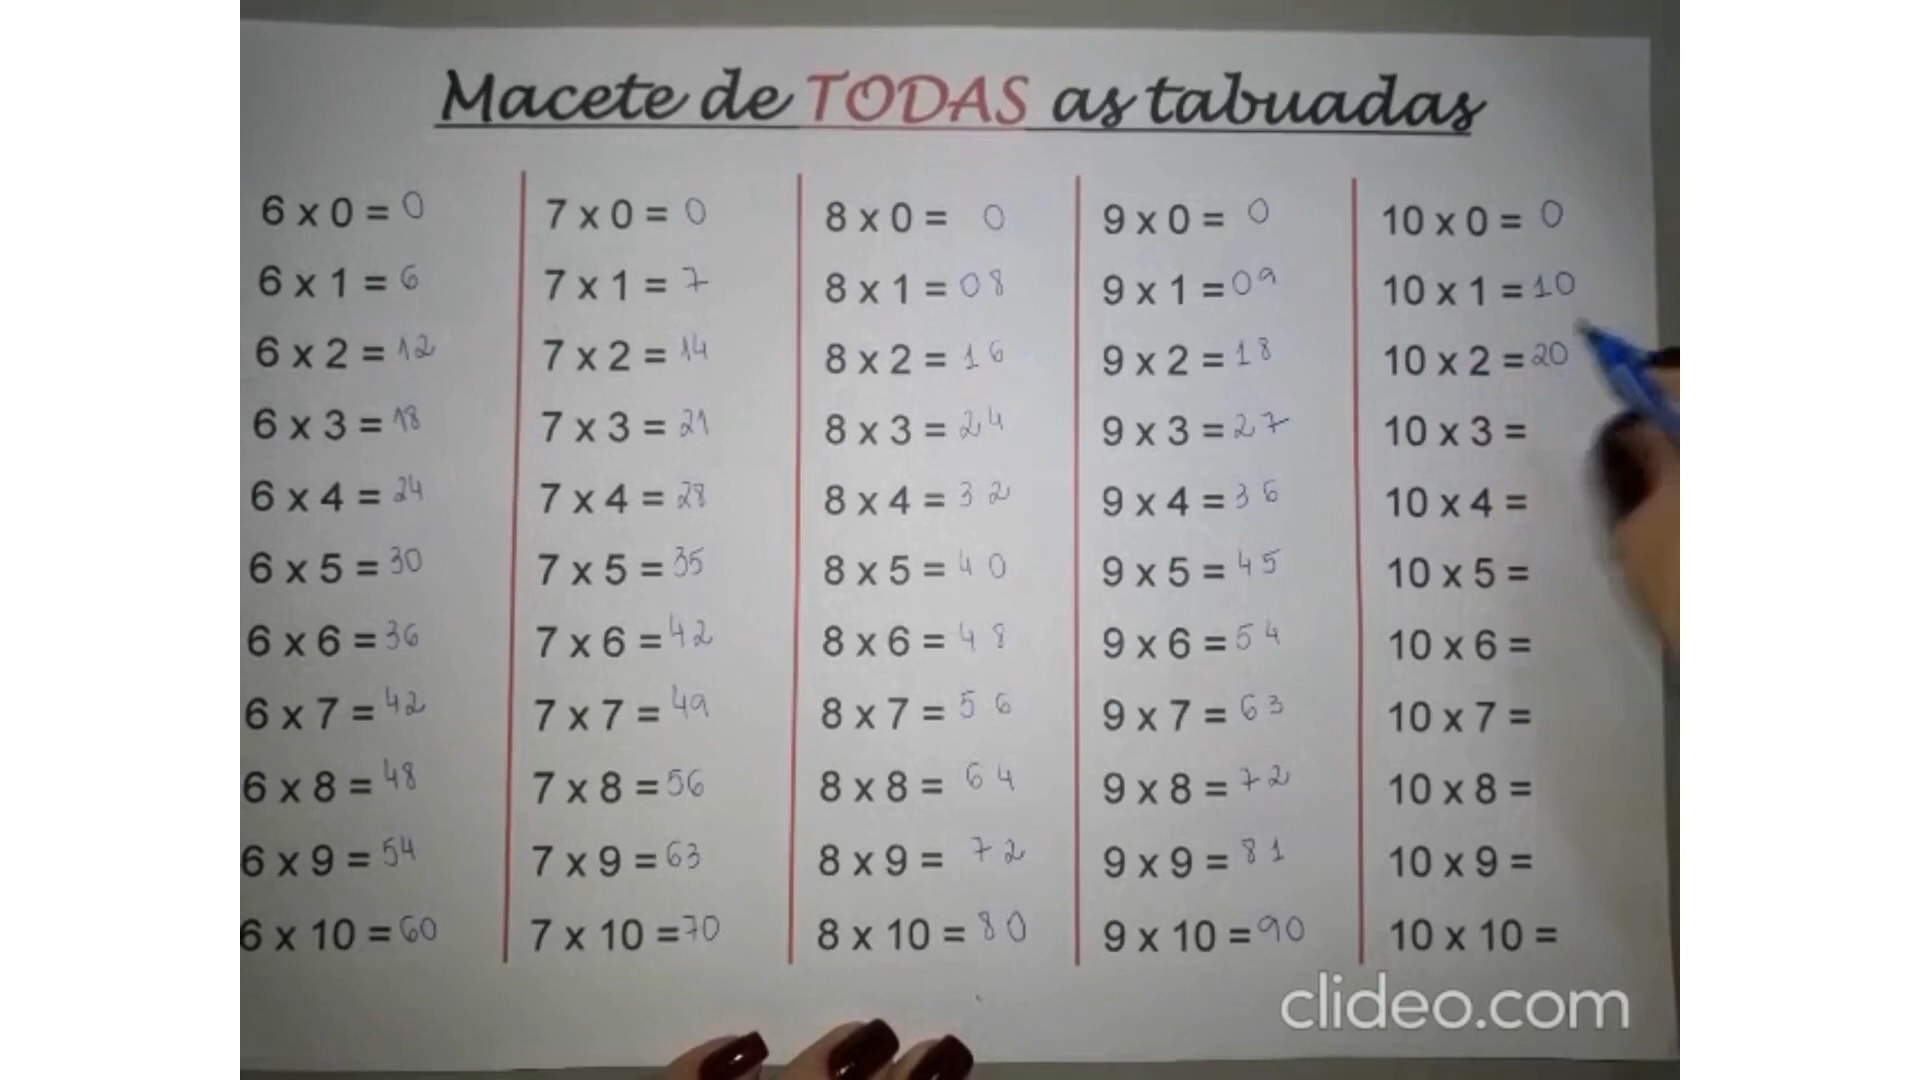 Macete de TODAS as tabuadas
6 x 0 = 0
6 x 1 = 6
6 x 2 = 12
6 x 3 = 18
6 x 4 = 24
6 x 5 = 30
6 x 6 = 36
6 x 7 = 42
6 x 8 = 48
6 x 9 = 54
6 x 10 = 60
7 x 0 = 0
7 x 1 = 7
7 x 2 = 14
7 x 3 = 21
7 x 4 = 28
7 x 5 = 35
7 x 6 = 42
7 x 7 = 49
7 x 8 = 56
7 x 9 = 63
7 x 10 = 70
8 x 0 = 0
8 x 1 = 08
8 x 2 = 16
8 x 3 = 24
8 x 4 = 32
8 x 5 = 40
8 x 6 = 48
8 x 7 = 56
8 x 8 = 64
8 x 9 = 72
8 x 10 = 80
9 x 0 = 0
9 x 1 = 09
9 x 2 = 18
9 x 3 = 27
9 x 4 = 36
9 x 5 = 45
9 x 6 = 54
9 x 7 = 63
9 x 8 = 72
9 x 9 = 81
9 x 10 = 90
10 x 0 = 0
10 x 1 = 10
10 x 2 = 20
10 x 3 =
10 x 4 =
10 x 5 =
10 x 6 =
10 x 7 =
10 x 8 =
10 x 9 =
10 x 10 =
clideo.com